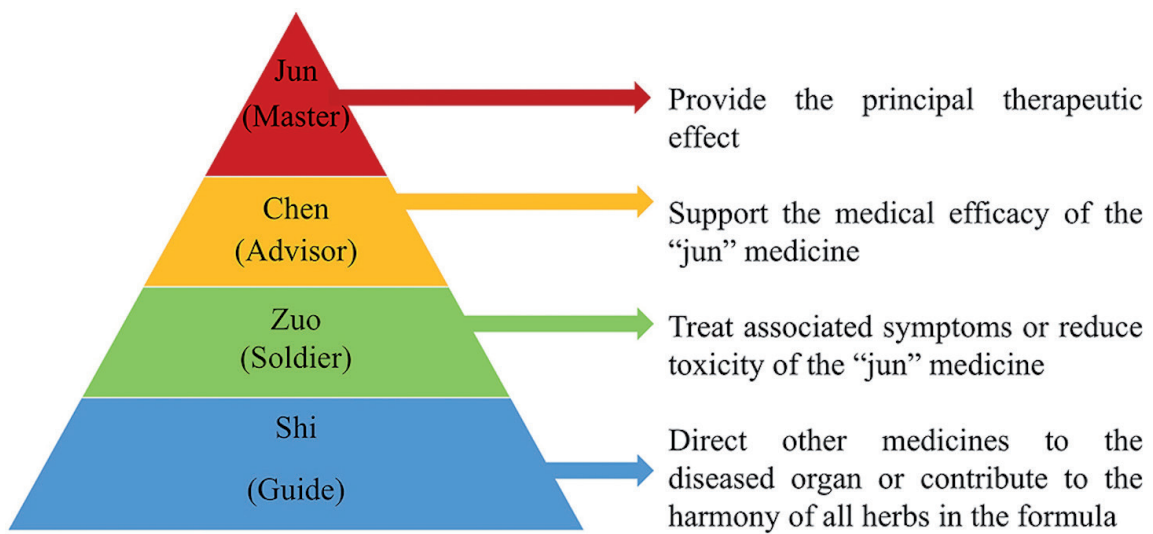 Jun
(Master)
Provide the principal therapeutic
effect
Chen
(Advisor)
Support the medical efficacy of the
“jun” medicine
Zuo
(Soldier)
Treat associated symptoms or reduce
toxicity of the “jun” medicine
Shi
(Guide)
Direct other medicines to the
diseased organ or contribute to the
harmony of all herbs in the formula